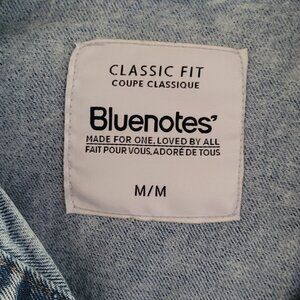 CLASSIC FIT
COUPE CLASSIQUE
Bluenotes'
MADE FOR ONE. LOVED BY ALL
FAIT POUR VOUS, ADORÉ DE TOUS
M/M